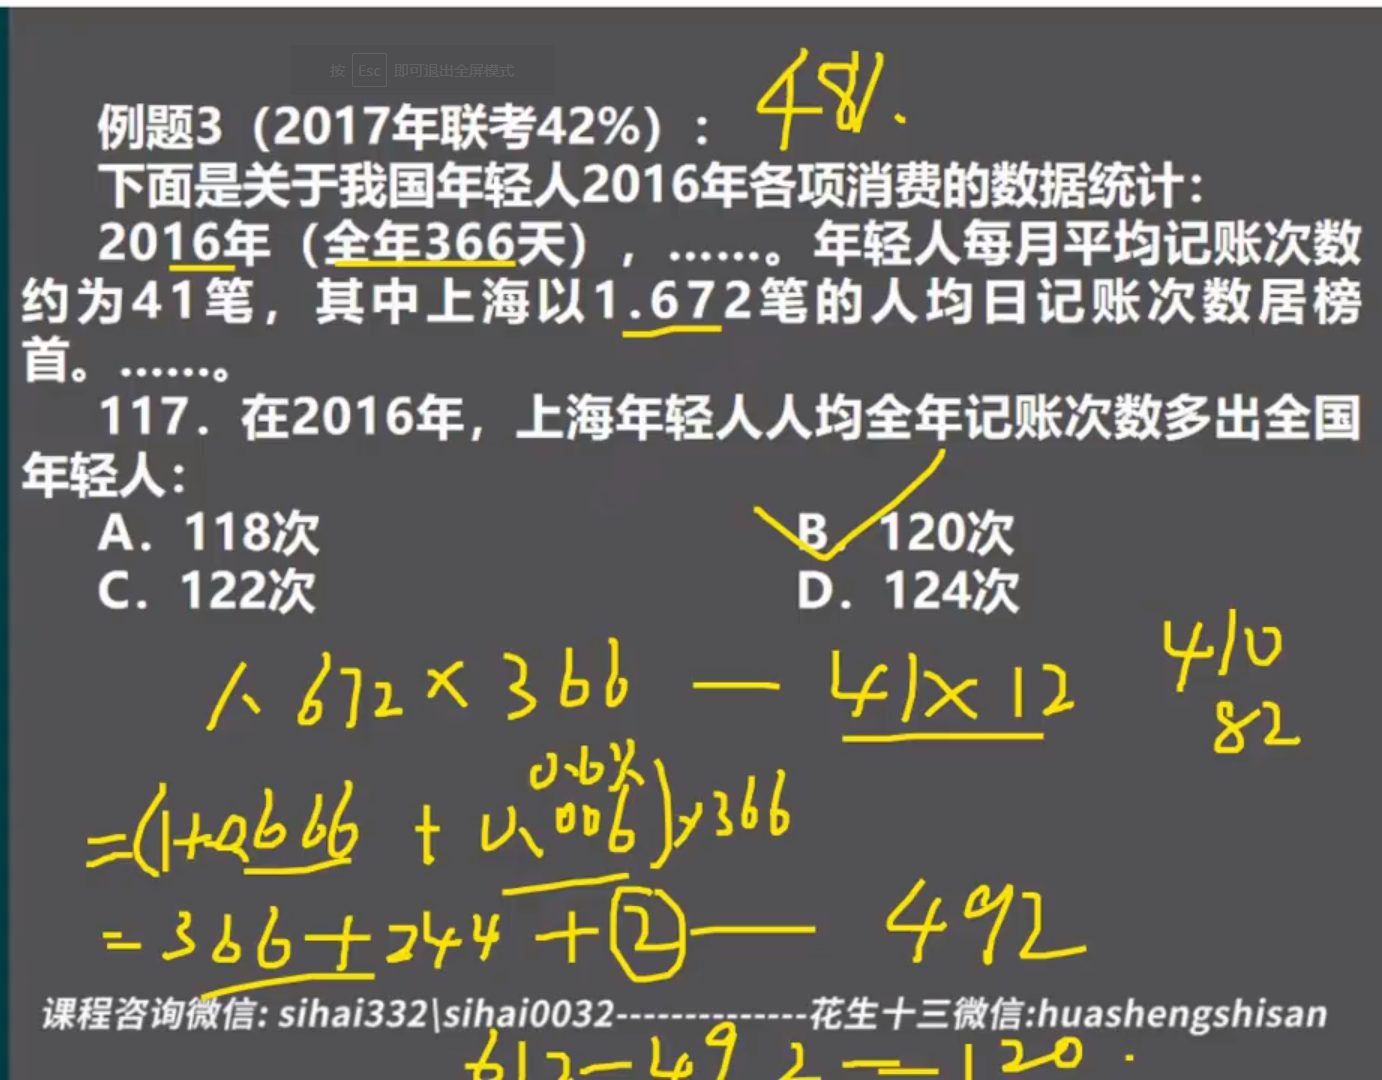 按 Esc 即可退出全屏模式
48%.
例题3（2017年联考42%）：
下面是关于我国年轻人2016年各项消费的数据统计：
2016年（全年366天），……。年轻人每月平均记账次数
约为41笔，其中上海以1.672笔的人均日记账次数居榜
首。……。
117．在2016年，上海年轻人人均全年记账次数多出全国
年轻人：
A．118次 B．120次
C．122次 D．124次
1.672×366 — 41×12
410
82
0.6%
=(1+0.666 + 0.006)×366
=366+244+2—492
课程咨询微信: sihai332\sihai0032--------------花生十三微信:huashengshisan
612-492=120.